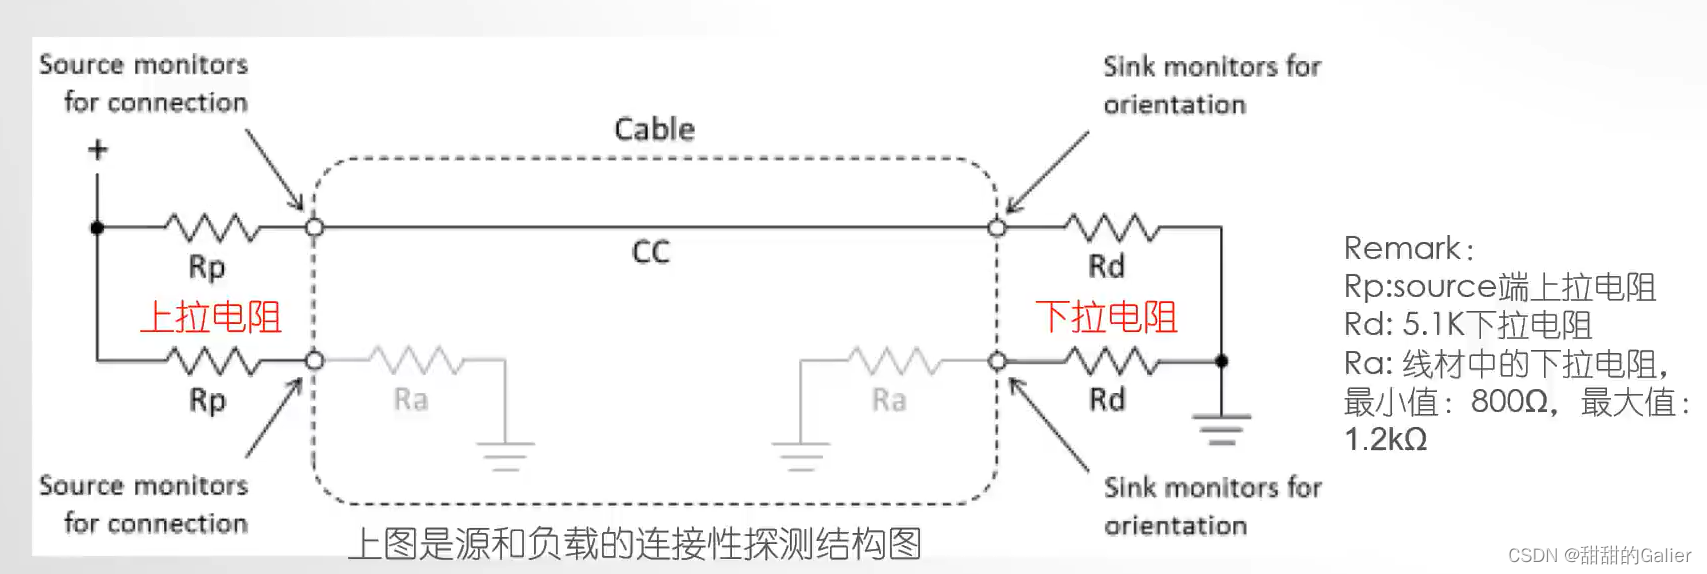 Source monitors
for connection
Sink monitors for
orientation
Cable
+
CC
Rp
Rd
上拉电阻
下拉电阻
Rp
Ra
Ra
Rd
Source monitors
for connection
Sink monitors for
orientation
上图是源和负载的连接性探测结构图
Remark：
Rp:source端上拉电阻
Rd: 5.1K下拉电阻
Ra: 线材中的下拉电阻，
最小值：800Ω，最大值：
1.2kΩ
CSDN @甜甜的Galier